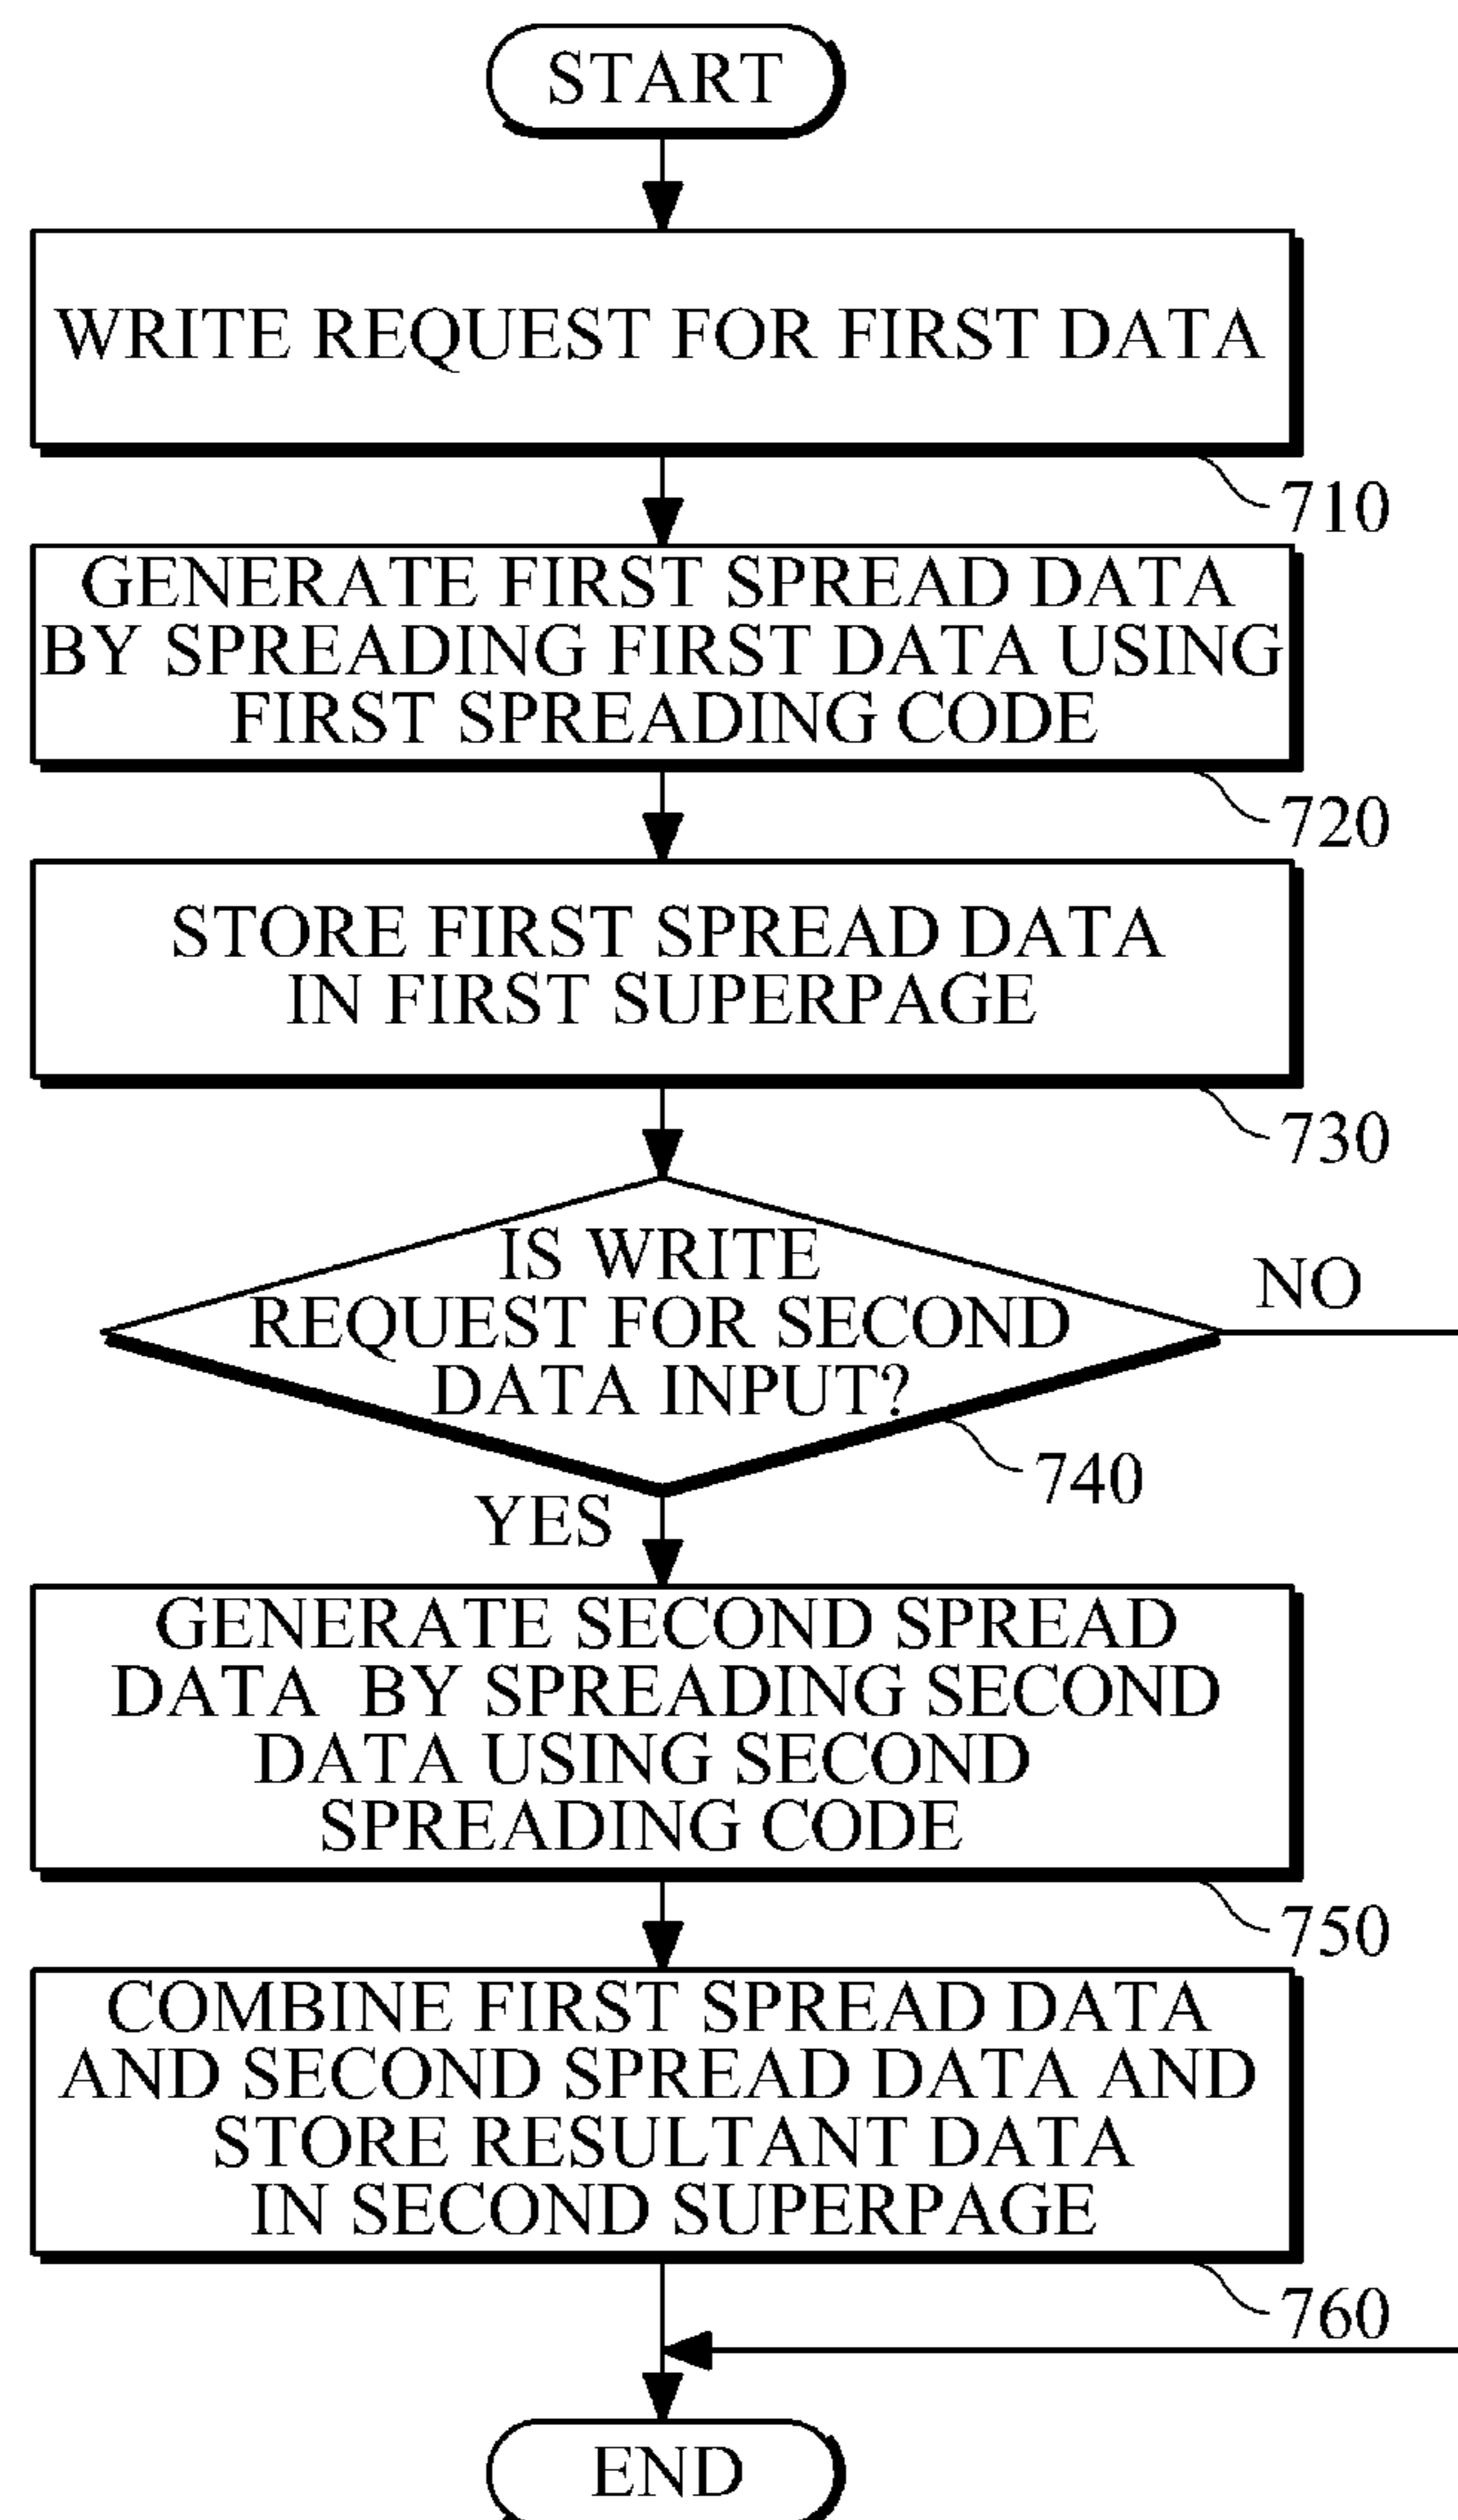 START
WRITE REQUEST FOR FIRST DATA
710
GENERATE FIRST SPREAD DATA
BY SPREADING FIRST DATA USING
FIRST SPREADING CODE
720
STORE FIRST SPREAD DATA
IN FIRST SUPERPAGE
730
IS WRITE
REQUEST FOR SECOND
DATA INPUT?
NO
740
YES
GENERATE SECOND SPREAD
DATA BY SPREADING SECOND
DATA USING SECOND
SPREADING CODE
750
COMBINE FIRST SPREAD DATA
AND SECOND SPREAD DATA AND
STORE RESULTANT DATA
IN SECOND SUPERPAGE
760
END